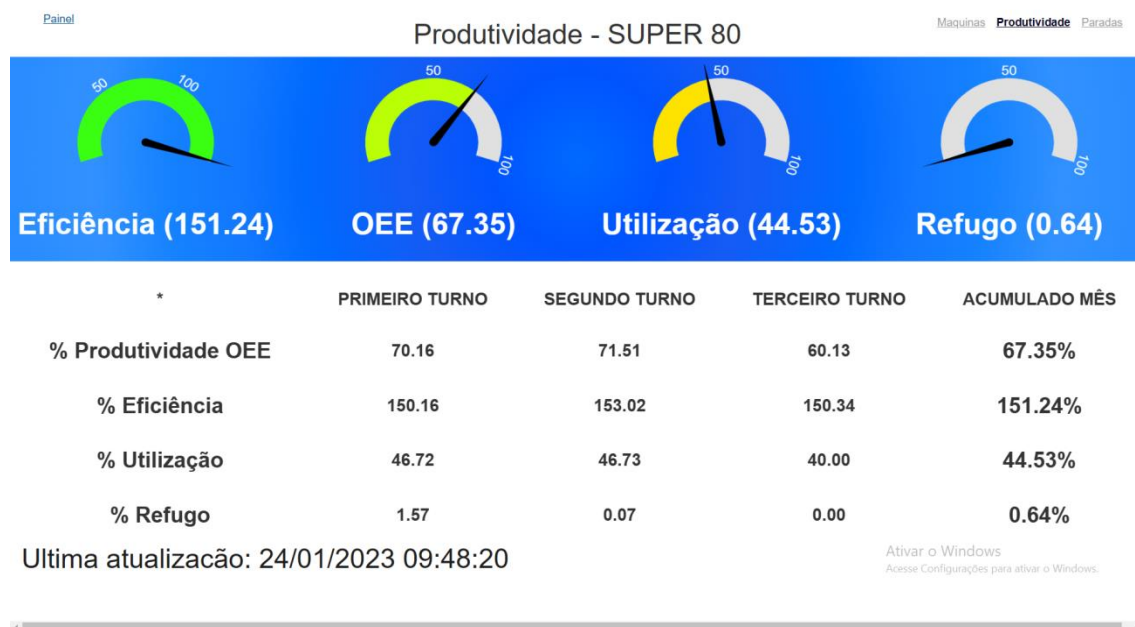 Painel
Maquinas Produtividade Paradas
Produtividade - SUPER 80
50 100
50 100
50 100
50 100
Eficiência (151.24) OEE (67.35) Utilização (44.53) Refugo (0.64)
* PRIMEIRO TURNO SEGUNDO TURNO TERCEIRO TURNO ACUMULADO MÊS
% Produtividade OEE 70.16 71.51 60.13 67.35%
% Eficiência 150.16 153.02 150.34 151.24%
% Utilização 46.72 46.73 40.00 44.53%
% Refugo 1.57 0.07 0.00 0.64%
Ultima atualizacão: 24/01/2023 09:48:20
Ativar o Windows
Acesse Configurações para ativar o Windows.